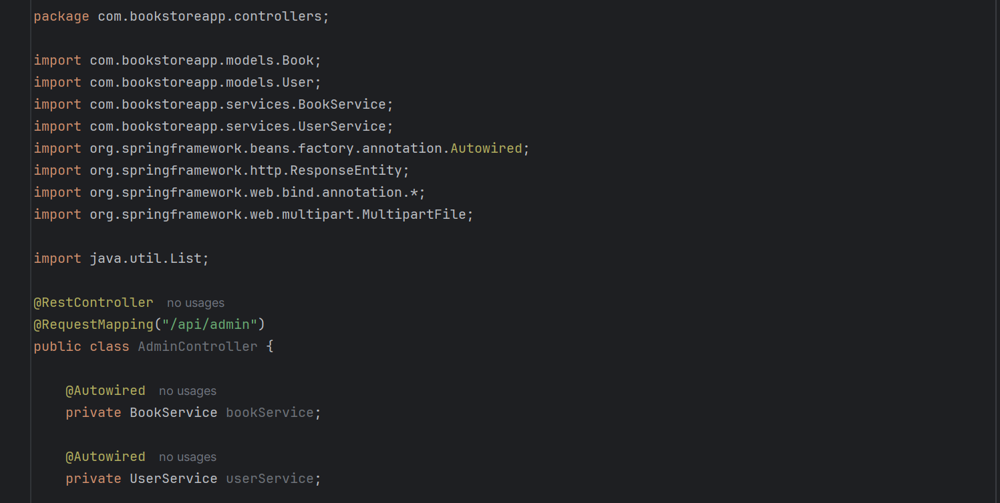 package com.bookstoreapp.controllers;
import com.bookstoreapp.models.Book;
import com.bookstoreapp.models.User;
import com.bookstoreapp.services.BookService;
import com.bookstoreapp.services.UserService;
import org.springframework.beans.factory.annotation.Autowired;
import org.springframework.http.ResponseEntity;
import org.springframework.web.bind.annotation.*;
import org.springframework.web.multipart.MultipartFile;
import java.util.List;
@RestController no usages
@RequestMapping("/api/admin")
public class AdminController {
@Autowired no usages
private BookService bookService;
@Autowired no usages
private UserService userService;